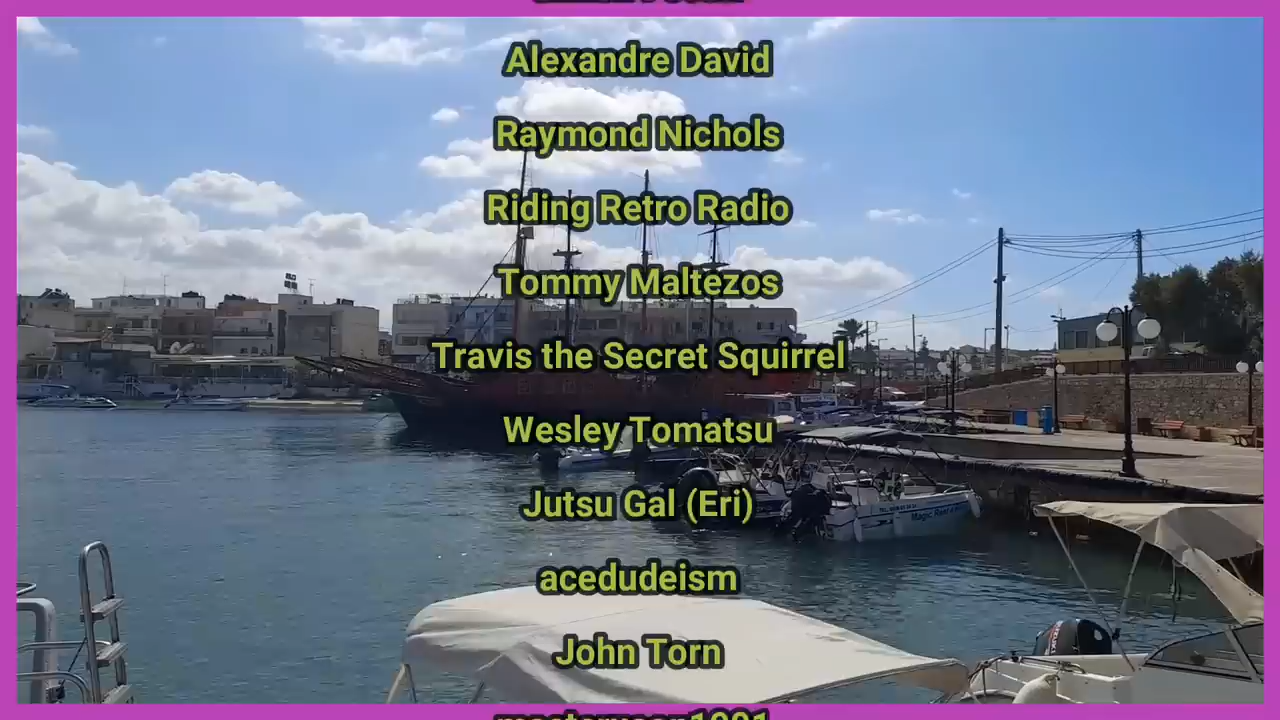 Alexandre David
Raymond Nichols
Riding Retro Radio
Tommy Maltezos
Travis the Secret Squirrel
Wesley Tomatsu
Jutsu Gal (Eri)
acedudeism
John Torn